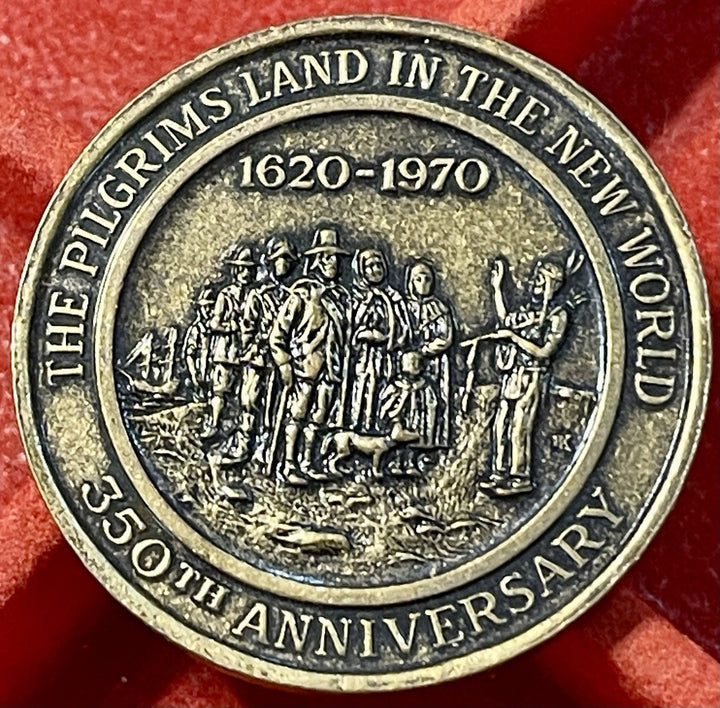 THE PILGRIMS LAND IN THE NEW WORLD
1620-1970
350TH ANNIVERSARY